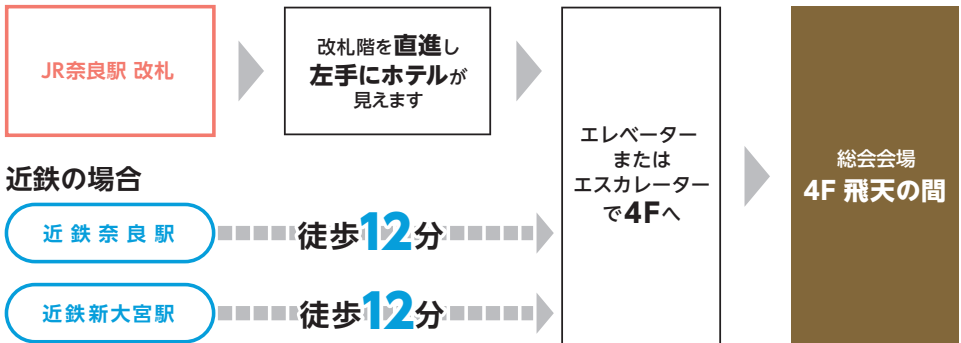 JR奈良駅 改札
改札階を直進し
左手にホテルが
見えます
近鉄の場合
近鉄奈良駅
徒歩12分
近鉄新大宮駅
徒歩12分
エレベーター
または
エスカレーター
で4Fへ
総会会場
4F 飛天の間